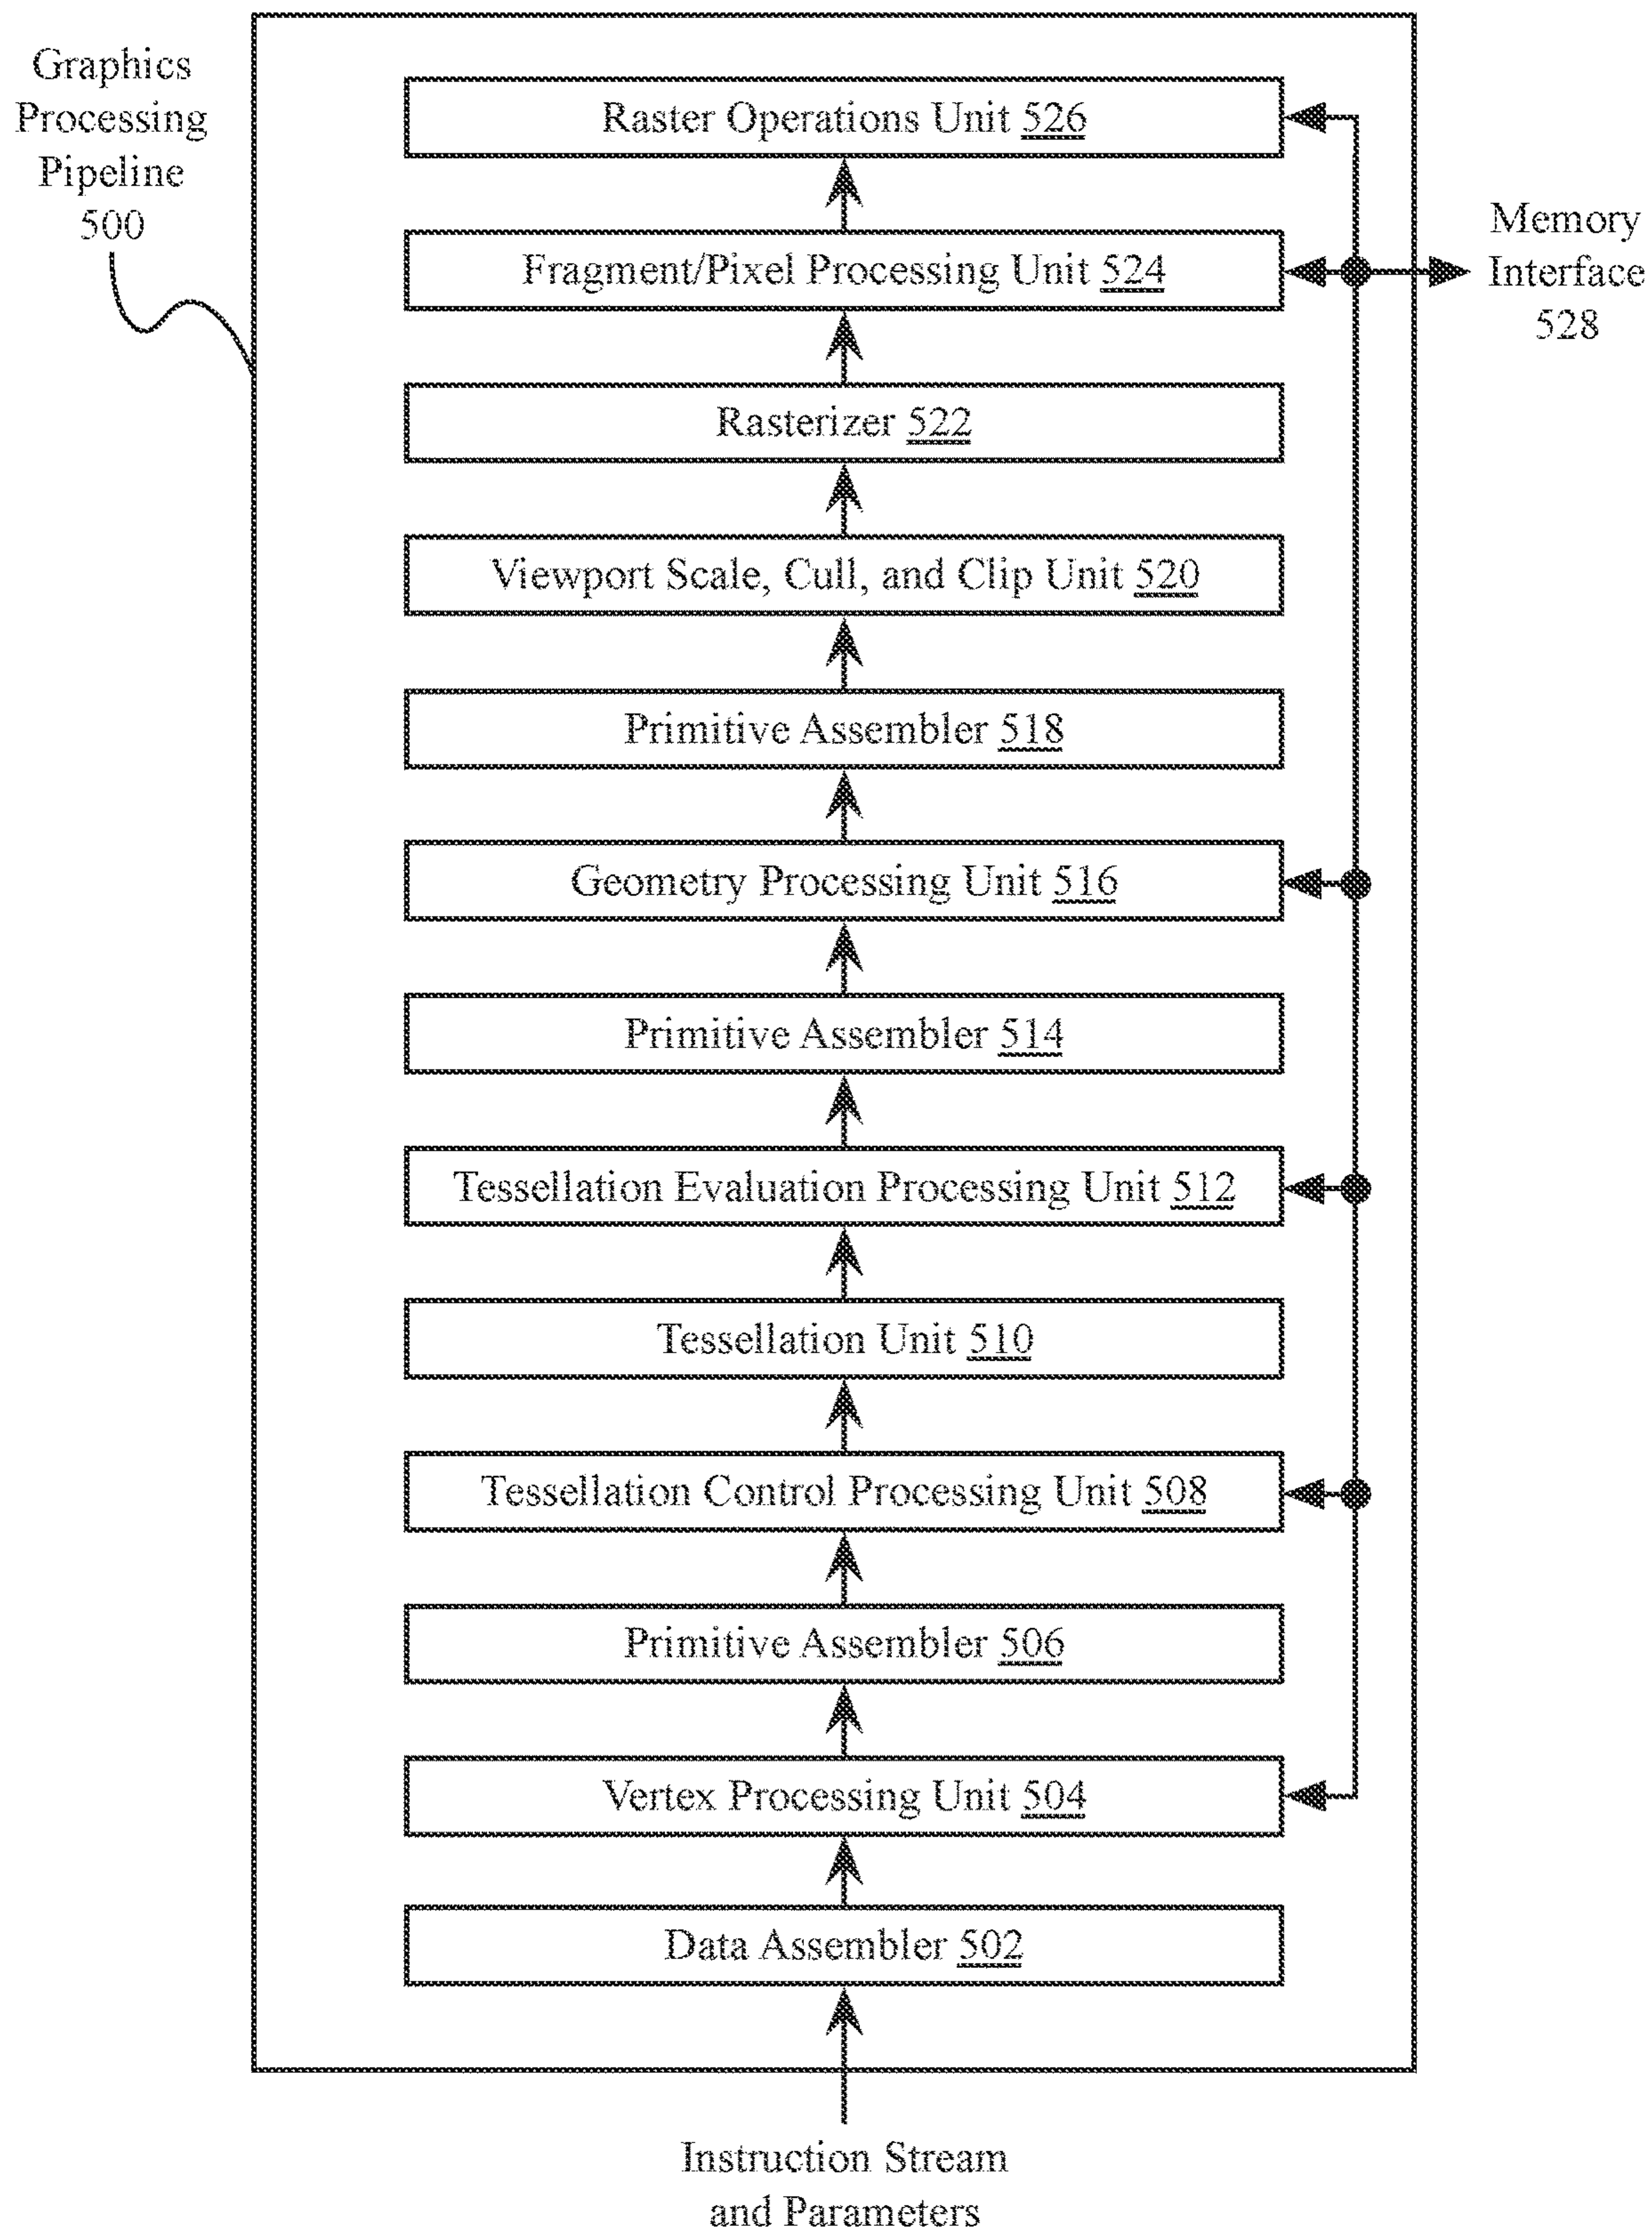 Graphics
Processing
Pipeline
500
Raster Operations Unit 526
Fragment/Pixel Processing Unit 524
Memory
Interface
528
Rasterizer 522
Viewport Scale, Cull, and Clip Unit 520
Primitive Assembler 518
Geometry Processing Unit 516
Primitive Assembler 514
Tessellation Evaluation Processing Unit 512
Tessellation Unit 510
Tessellation Control Processing Unit 508
Primitive Assembler 506
Vertex Processing Unit 504
Data Assembler 502
Instruction Stream
and Parameters